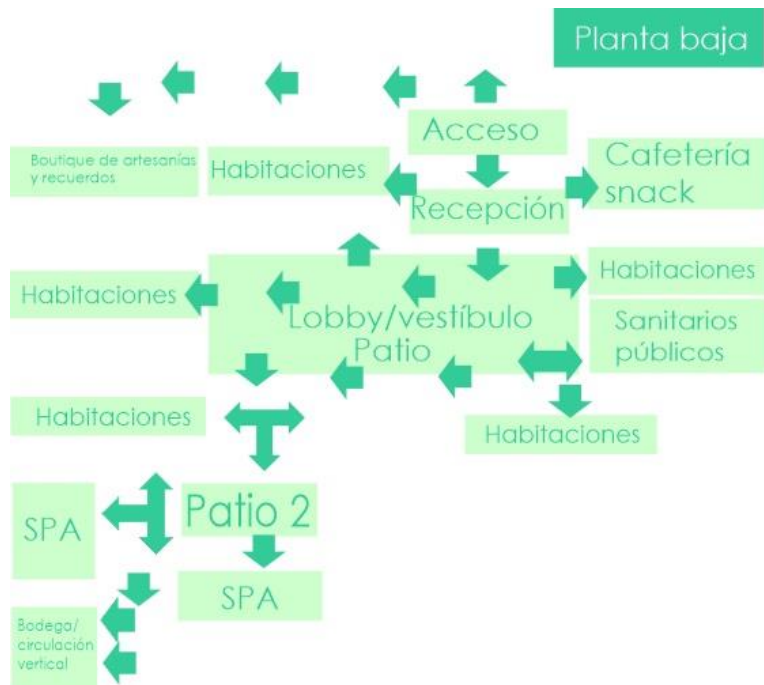 Planta baja
Acceso
Boutique de artesanías
y recuerdos
Habitaciones
Cafetería
snack
Recepción
Habitaciones
Habitaciones
Lobby/vestíbulo
Patio
Sanitarios
públicos
Habitaciones
Habitaciones
SPA
Patio 2
SPA
Bodega/
circulación
vertical